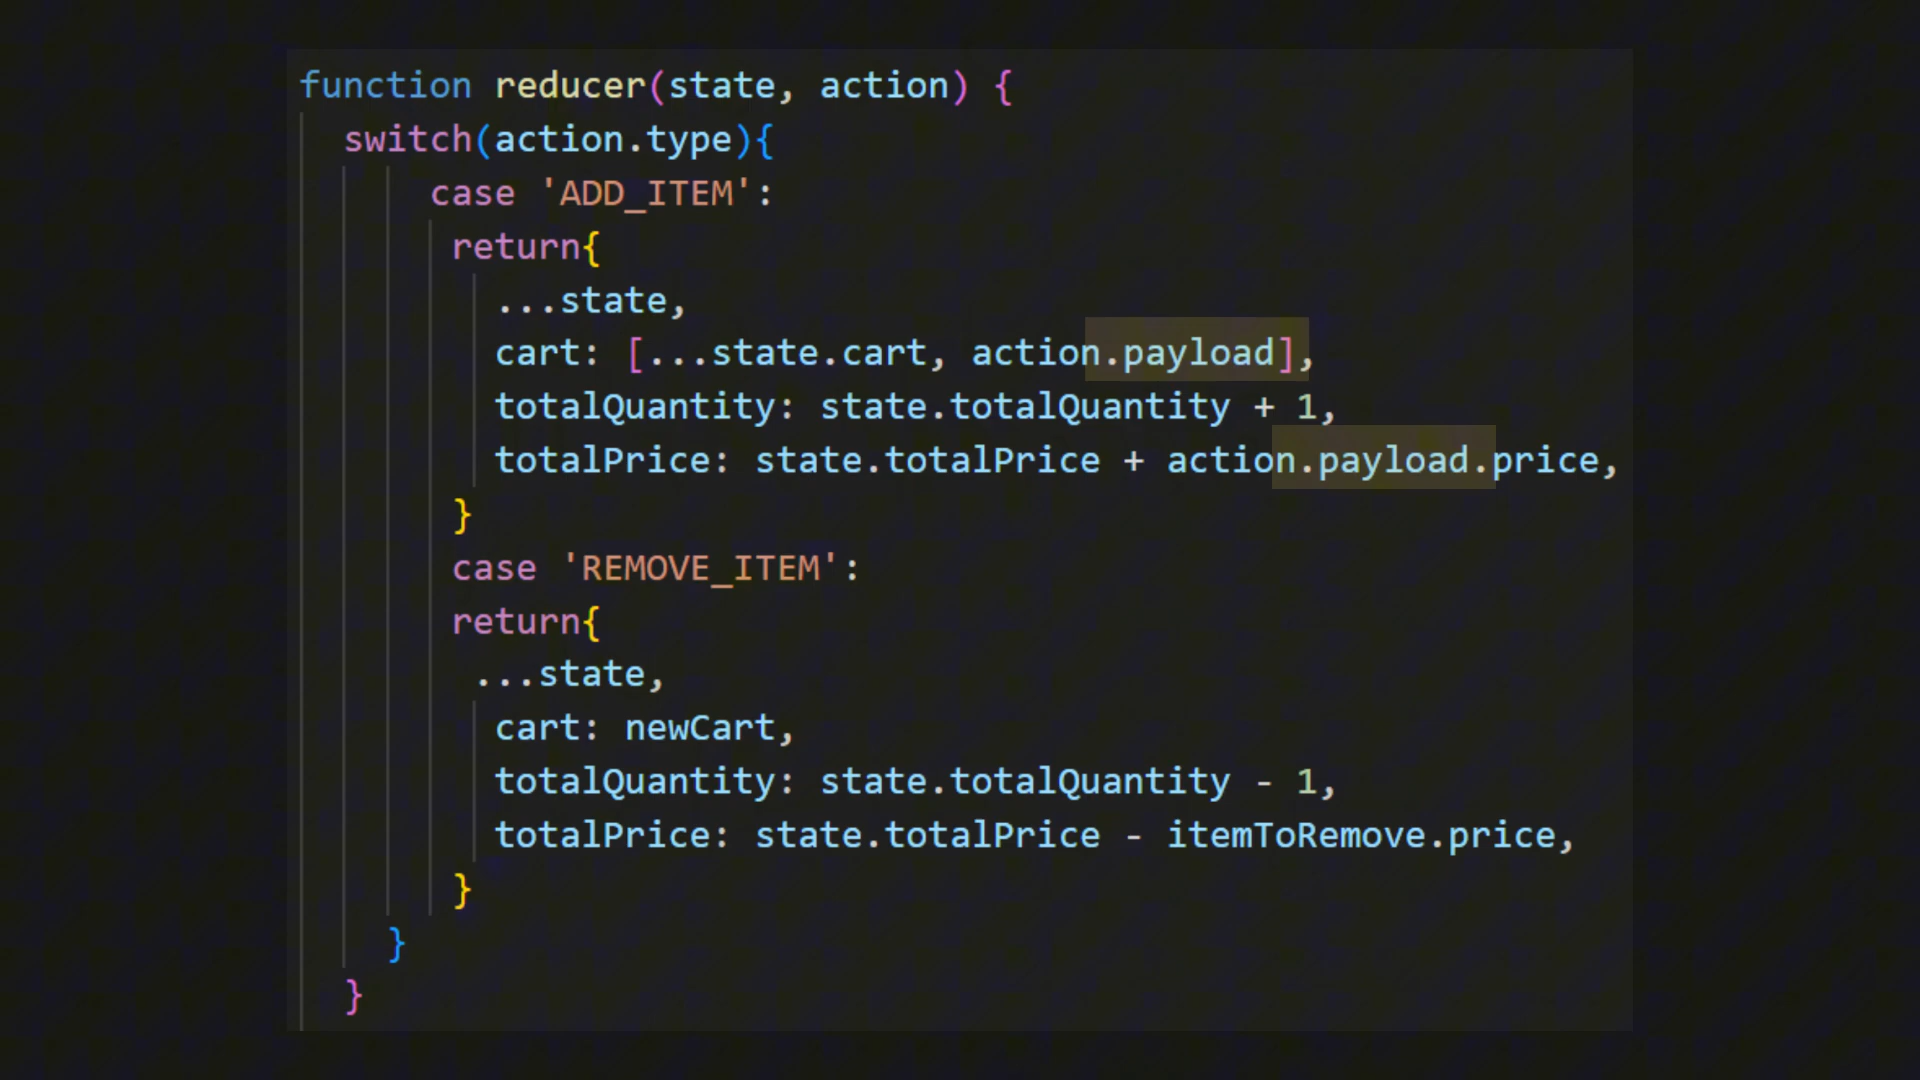 function reducer(state, action) {
switch(action.type){
case 'ADD_ITEM':
return{
...state,
cart: [...state.cart, action.payload],
totalQuantity: state.totalQuantity + 1,
totalPrice: state.totalPrice + action.payload.price,
}
case 'REMOVE_ITEM':
return{
...state,
cart: newCart,
totalQuantity: state.totalQuantity - 1,
totalPrice: state.totalPrice - itemToRemove.price,
}
}
}